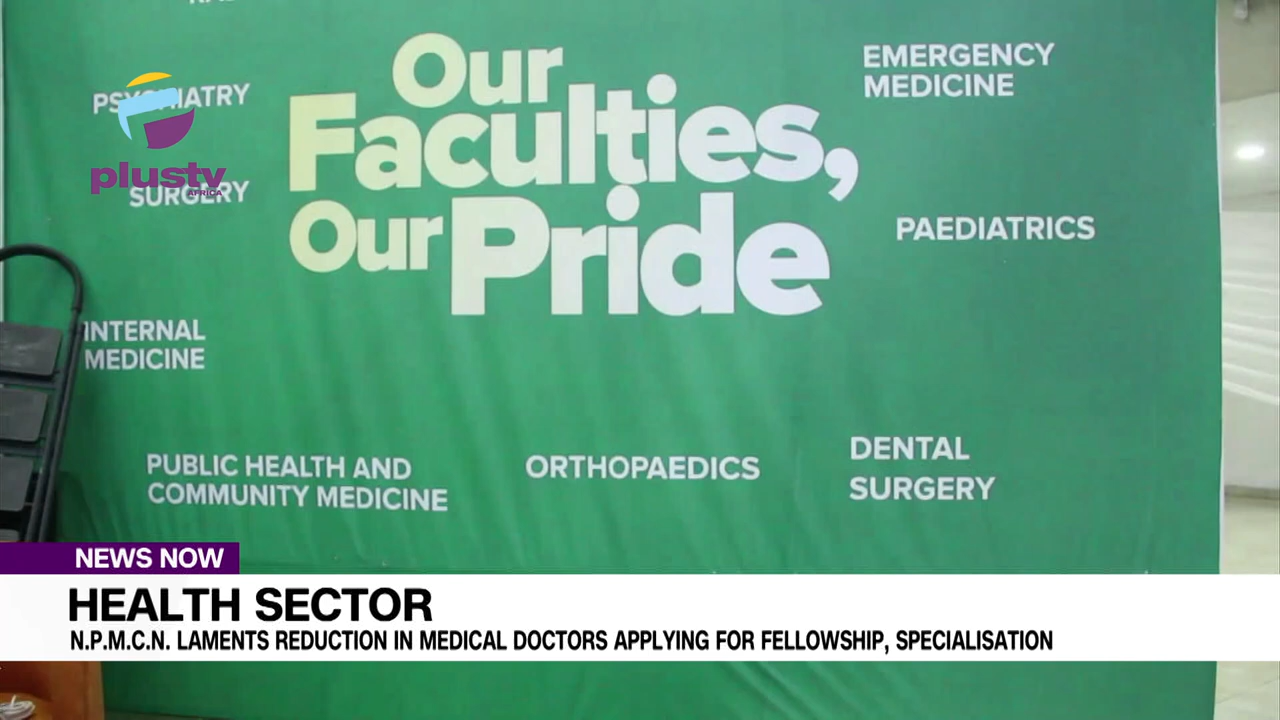 Our
Faculties,
Our Pride
EMERGENCY
MEDICINE
PSYCHIATRY
plustv
AFRICA
SURGERY
PAEDIATRICS
INTERNAL
MEDICINE
PUBLIC HEALTH AND
COMMUNITY MEDICINE
ORTHOPAEDICS
DENTAL
SURGERY
NEWS NOW
HEALTH SECTOR
N.P.M.C.N. LAMENTS REDUCTION IN MEDICAL DOCTORS APPLYING FOR FELLOWSHIP, SPECIALISATION